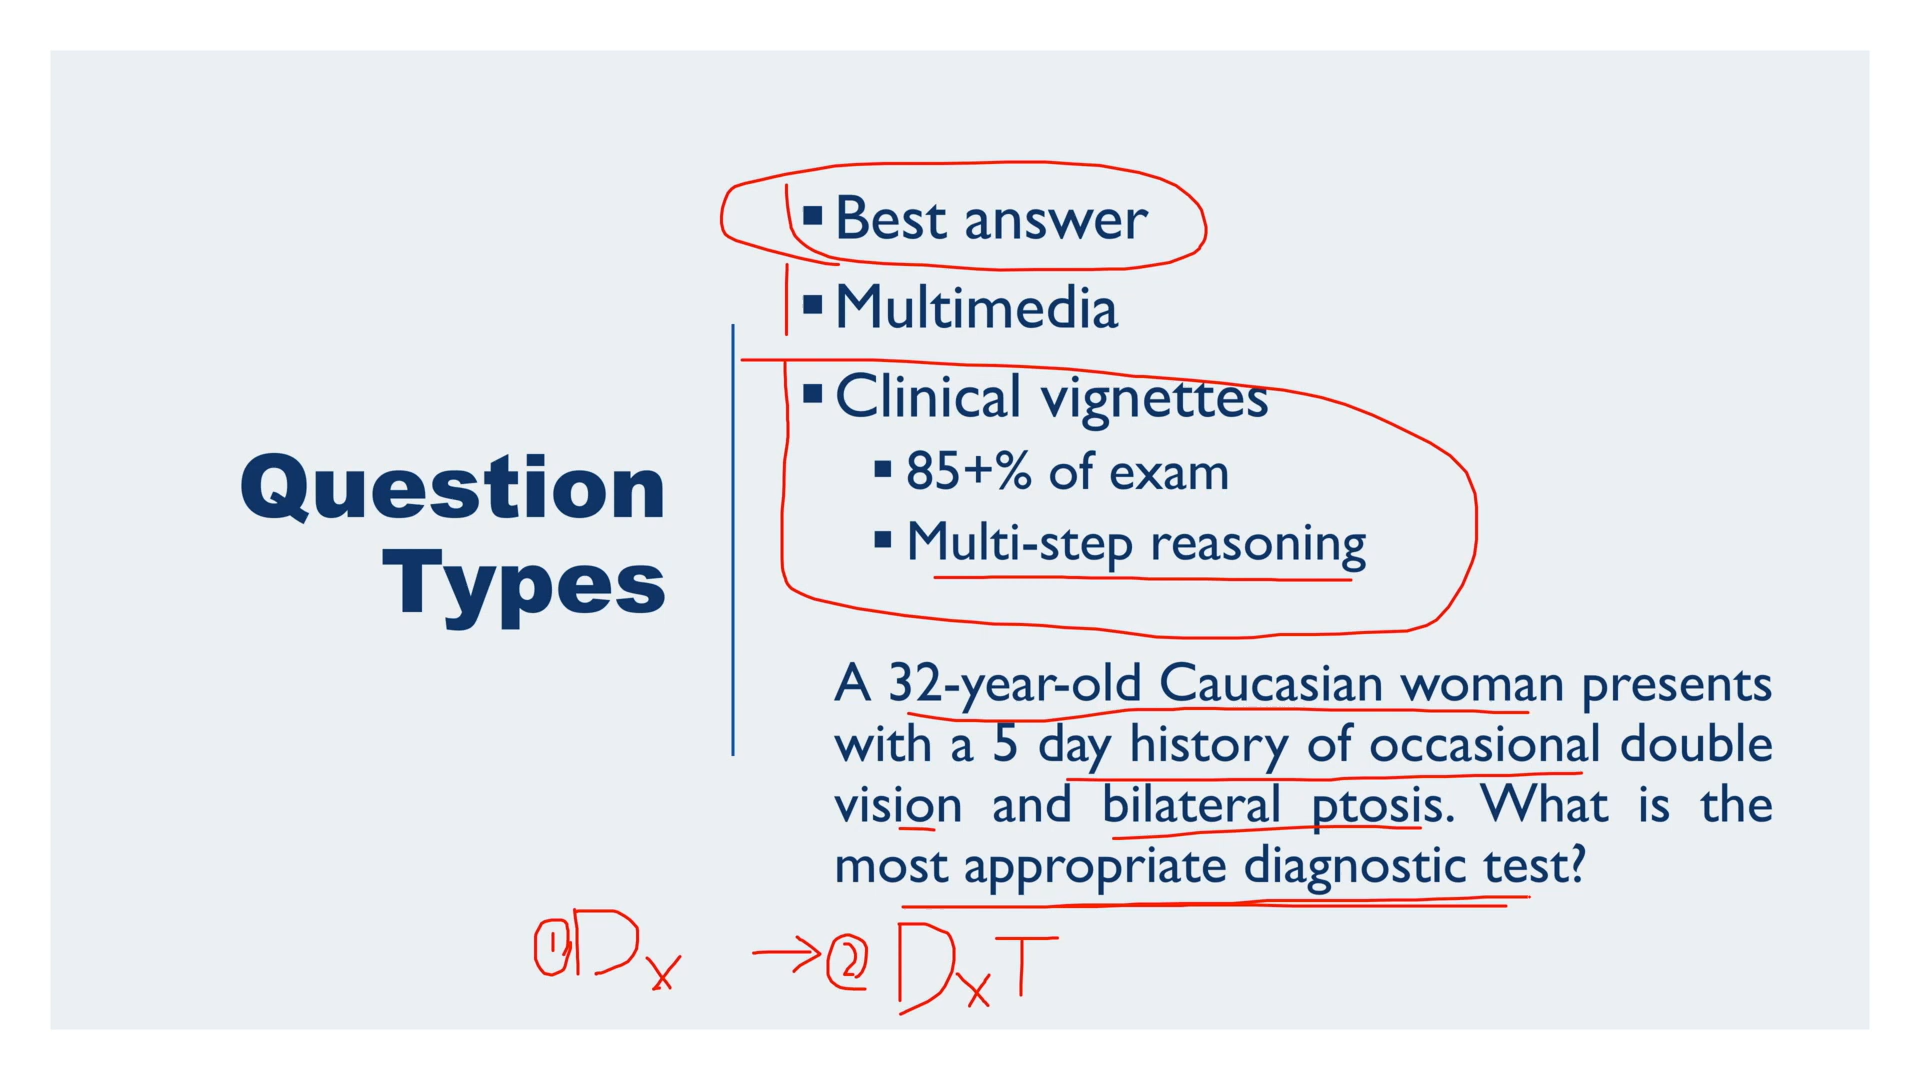 Question
Types
▪ Best answer
▪ Multimedia
▪ Clinical vignettes
▪ 85+% of exam
▪ Multi-step reasoning
A 32-year-old Caucasian woman presents
with a 5 day history of occasional double
vision and bilateral ptosis. What is the
most appropriate diagnostic test?
① Dx → ② DxT